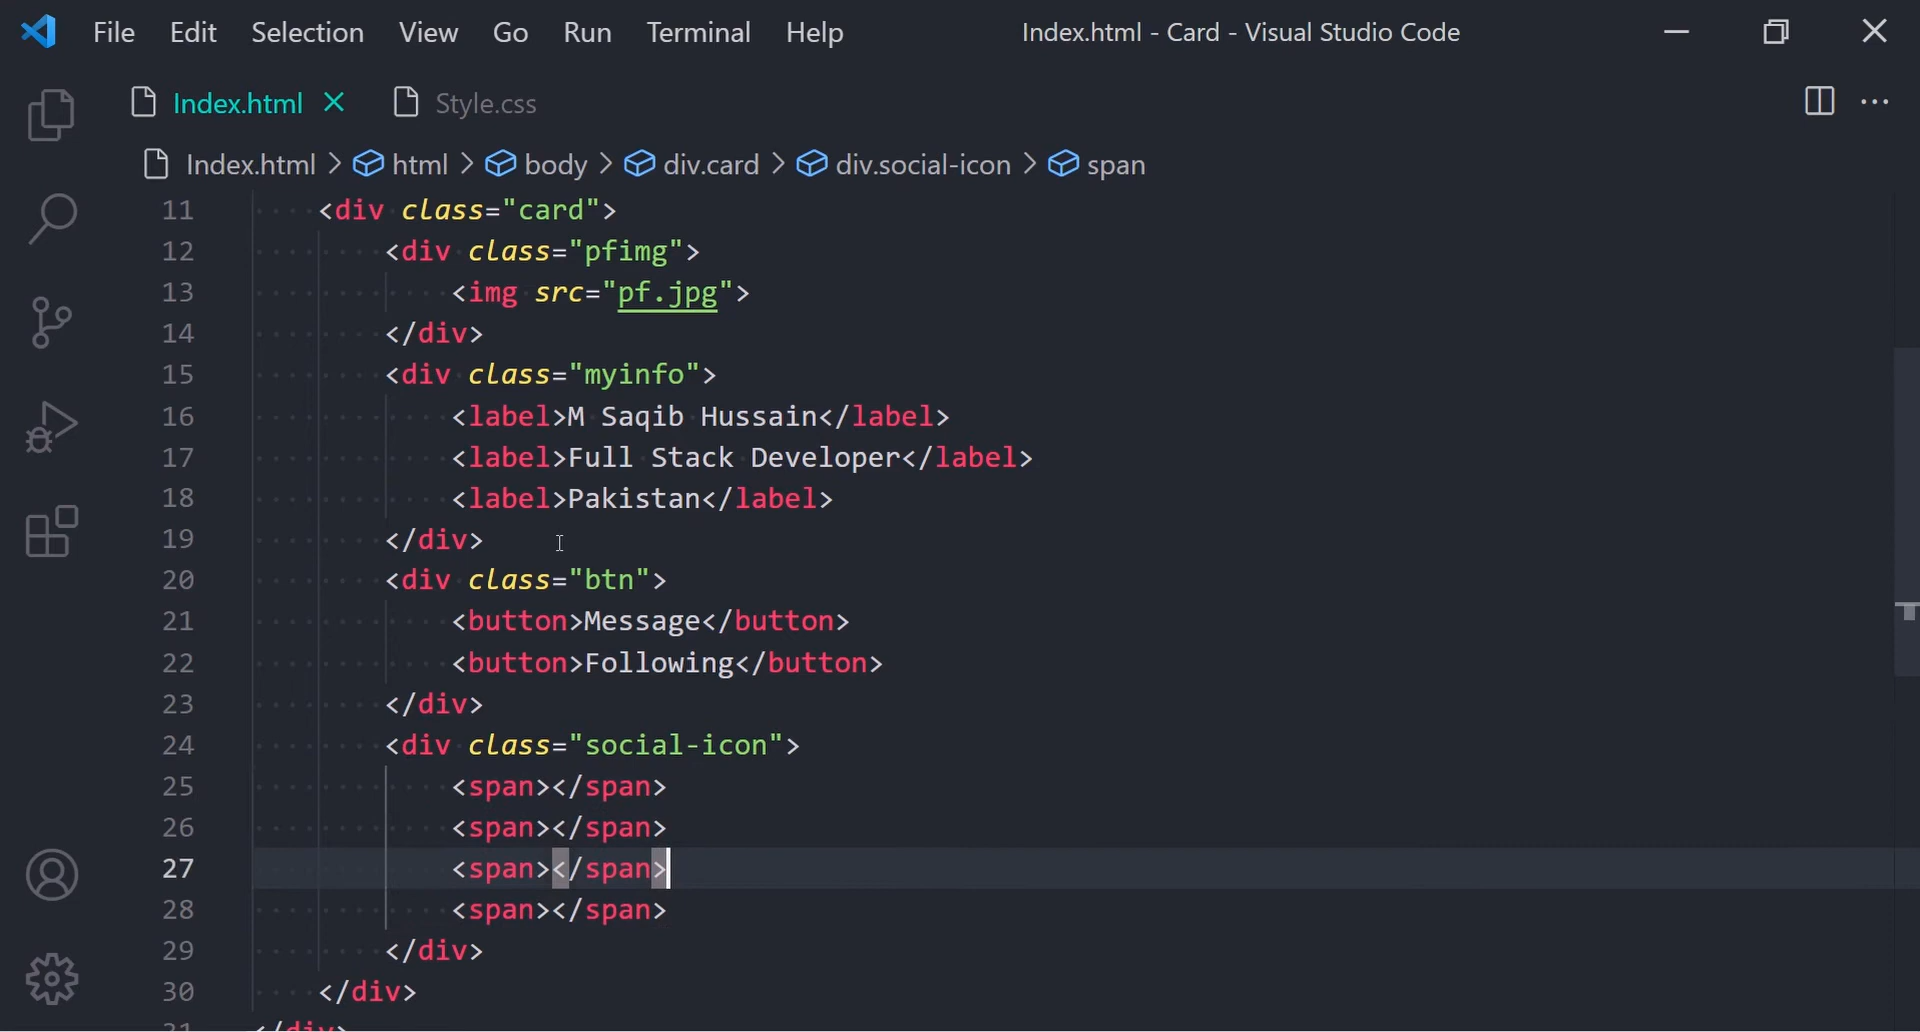 File Edit Selection View Go Run Terminal Help Index.html - Card - Visual Studio Code
Index.html Style.css
Index.html > html > body > div.card > div.social-icon > span
11 <div class="card">
12 <div class="pfimg">
13 <img src="pf.jpg">
14 </div>
15 <div class="myinfo">
16 <label>M Saqib Hussain</label>
17 <label>Full Stack Developer</label>
18 <label>Pakistan</label>
19 </div>
20 <div class="btn">
21 <button>Message</button>
22 <button>Following</button>
23 </div>
24 <div class="social-icon">
25 <span></span>
26 <span></span>
27 <span></span>
28 <span></span>
29 </div>
30 </div>
31 </div>